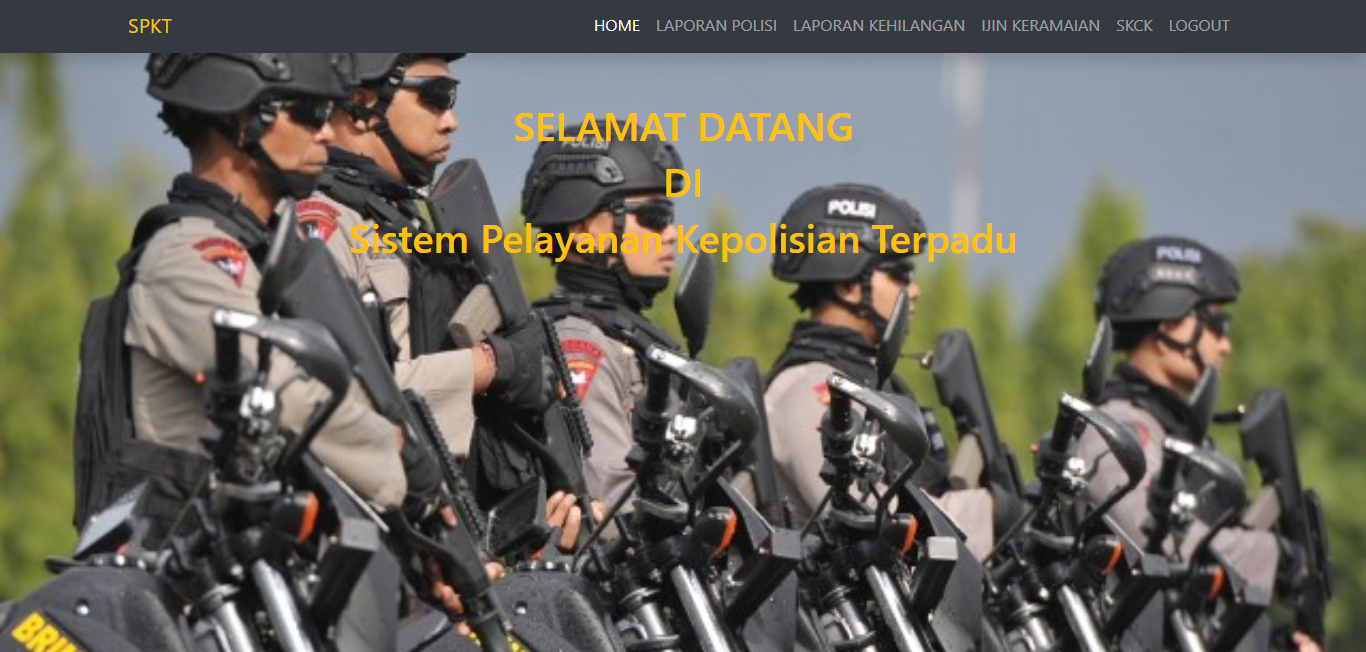 SPKT
HOME LAPORAN POLISI LAPORAN KEHILANGAN IJIN KERAMAIAN SKCK LOGOUT
SELAMAT DATANG
DI
Sistem Pelayanan Kepolisian Terpadu
POLISI
POLISI
POLISI